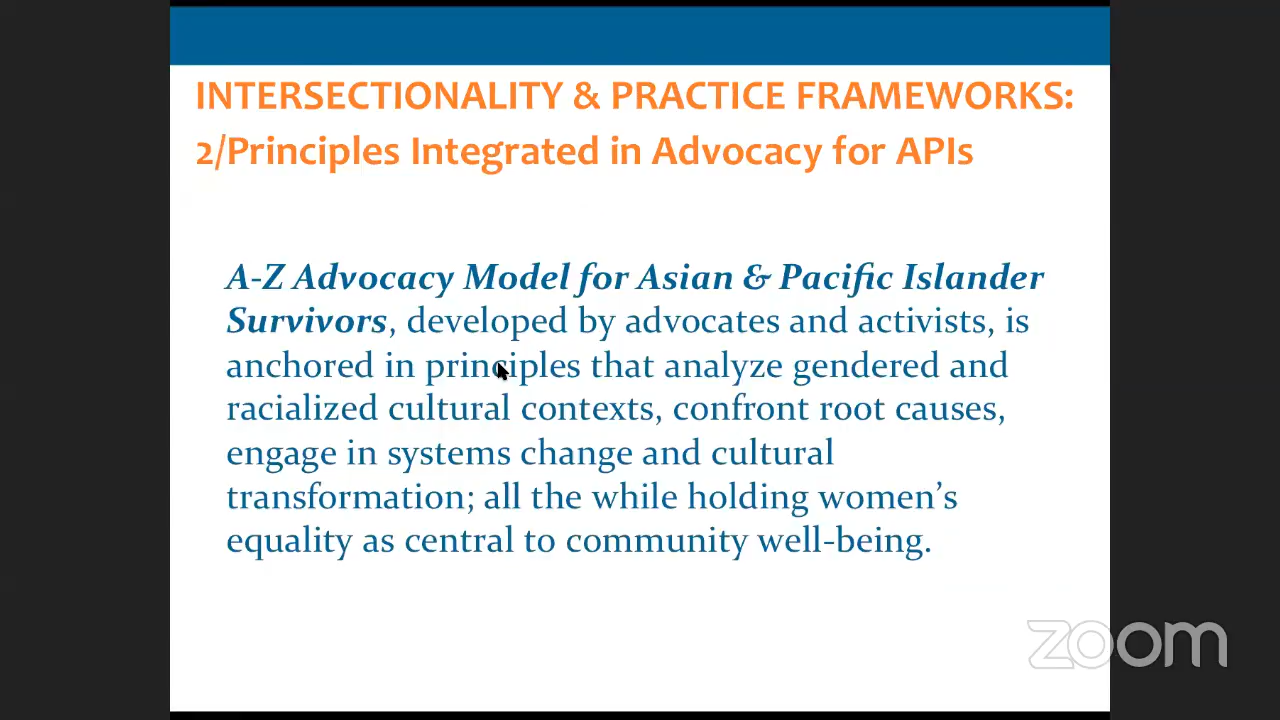 INTERSECTIONALITY & PRACTICE FRAMEWORKS:
2/Principles Integrated in Advocacy for APIs
A-Z Advocacy Model for Asian & Pacific Islander
Survivors, developed by advocates and activists, is
anchored in principles that analyze gendered and
racialized cultural contexts, confront root causes,
engage in systems change and cultural
transformation; all the while holding women’s
equality as central to community well-being.
zoom